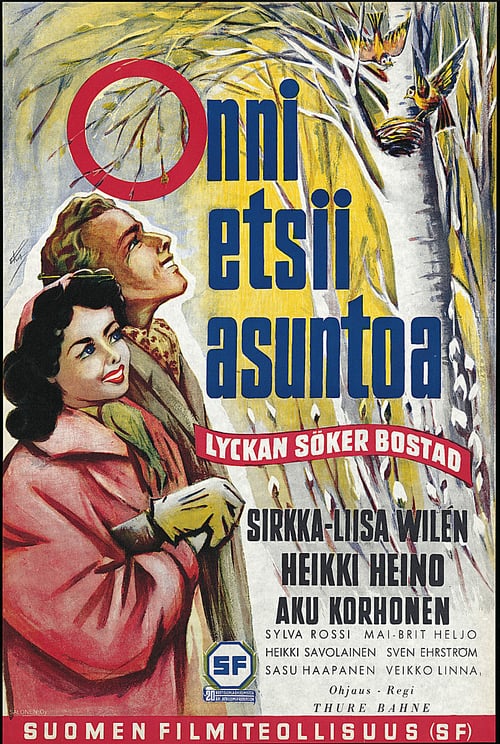 Onni
etsii
asuntoa
LYCKAN SÖKER BOSTAD
SIRKKA-LIISA WILÉN
HEIKKI HEINO
AKU KORHONEN
SYLVA ROSSI MAI-BRIT HELJO
HEIKKI SAVOLAINEN SVEN EHRSTRÖM
SASU HAAPANEN VEIKKO LINNA,
SF
20
Ohjaus - Regi
THURE BAHNE
SUOMEN FILMITEOLLISUUS (SF)